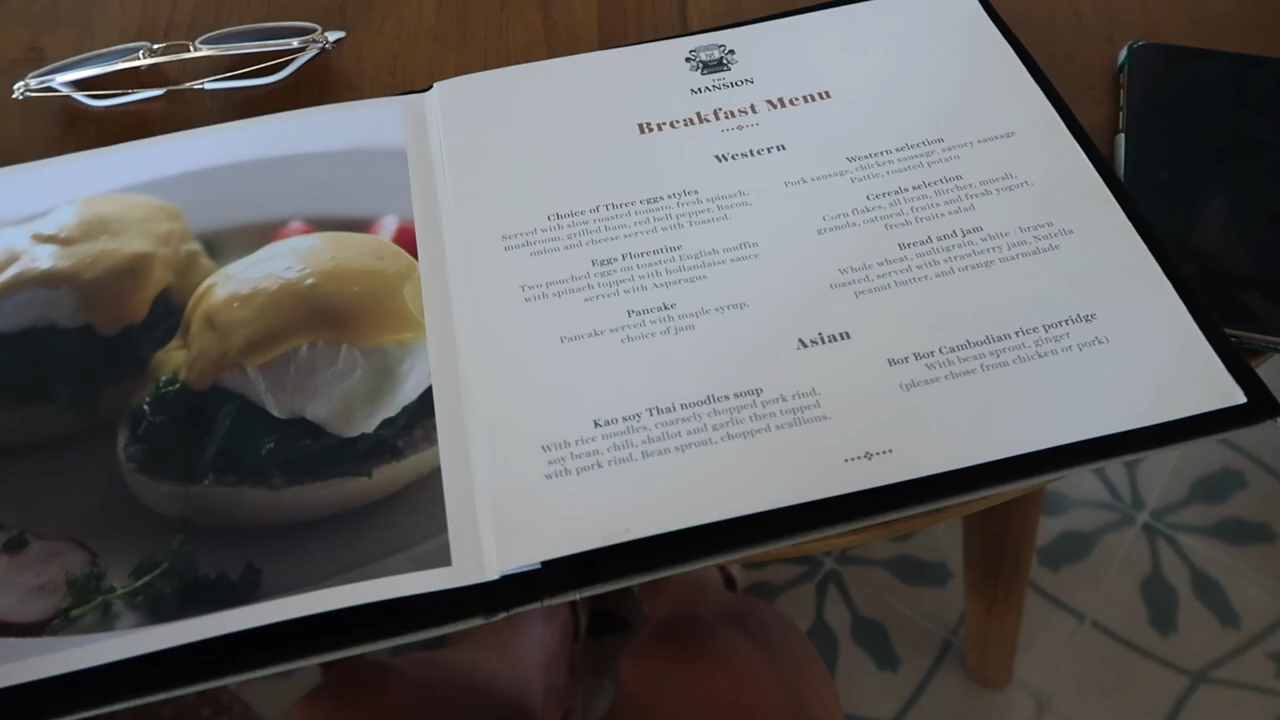 THE
MANSION
Breakfast Menu
Western
Choice of Three eggs styles
Served with slow roasted tomato, fresh spinach,
mushroom, grilled ham, red bell pepper, Bacon,
onion and cheese served with Toasted.
Eggs Florentine
Two pouched eggs on toasted English muffin
with spinach topped with hollandaise sauce
served with Asparagus
Pancake
Pancake served with maple syrup,
choice of jam
Western selection
Pork sausage, chicken sausage, savory sausage
Pattie, roasted potato
Cereals selection
Corn flakes, all bran, Bircher, muesli,
granola, oatmeal, fruits and fresh yogurt,
fresh fruits salad
Bread and jam
Whole wheat, multigrain, white / brawn
toasted, served with strawberry jam, Nutella
peanut butter, and orange marmalade
Asian
Kao soy Thai noodles soup
With rice noodles, coarsely chopped pork rind,
soy bean, chili, shallot and garlic then topped
with pork rind, Bean sprout, chopped scallions.
Bor Bor Cambodian rice porridge
With bean sprout, ginger
(please chose from chicken or pork)